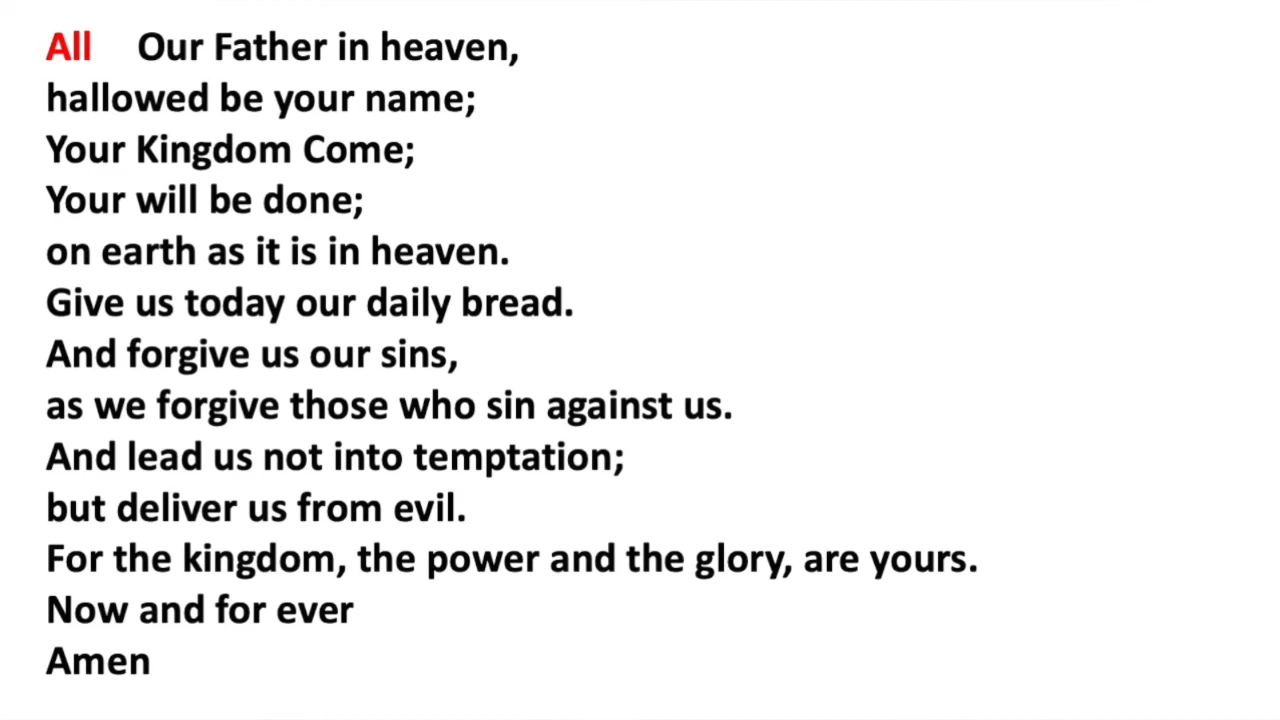 All Our Father in heaven,
hallowed be your name;
Your Kingdom Come;
Your will be done;
on earth as it is in heaven.
Give us today our daily bread.
And forgive us our sins,
as we forgive those who sin against us.
And lead us not into temptation;
but deliver us from evil.
For the kingdom, the power and the glory, are yours.
Now and for ever
Amen